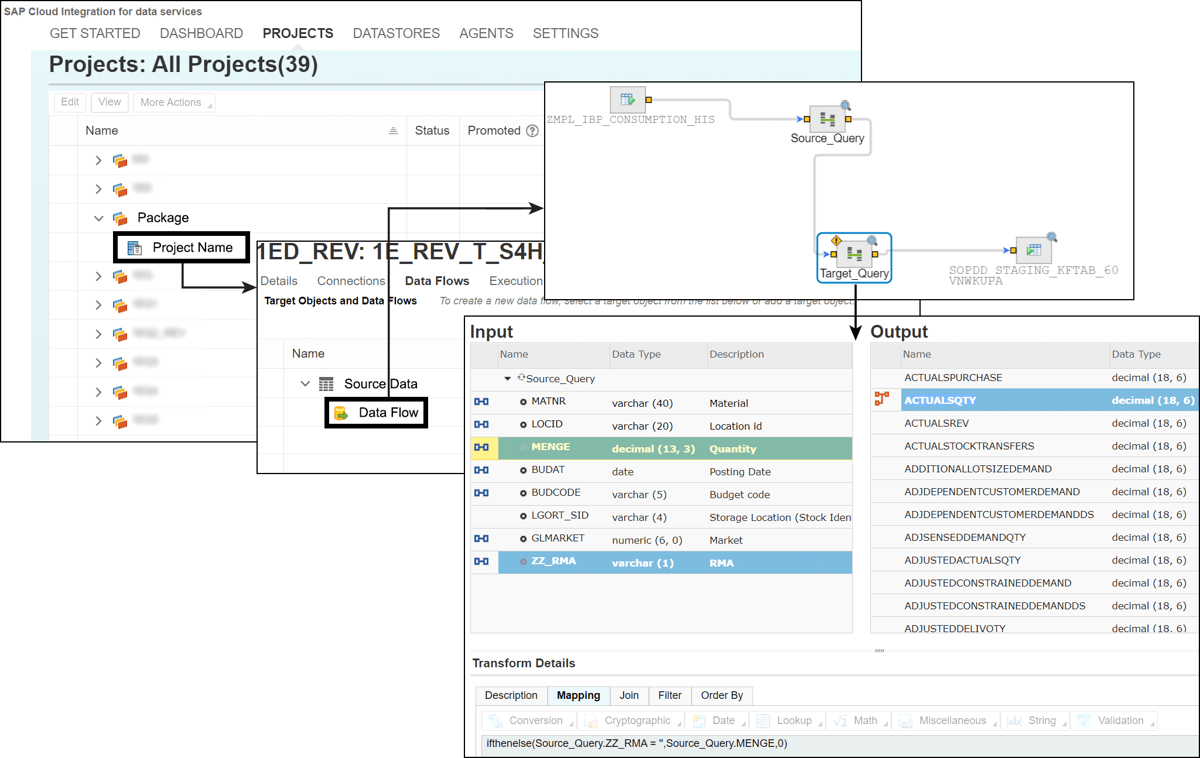 SAP Cloud Integration for data services
GET STARTED DASHBOARD PROJECTS DATASTORES AGENTS SETTINGS
Projects: All Projects(39)
Edit View More Actions
Name Status Promoted ?
Package
Project Name
1ED_REV: 1E_REV_T_S4H_
Details Connections Data Flows Execution
Target Objects and Data Flows To create a new data flow, select a target object from the list below or add a target object.
Name
Source Data
Data Flow
ZMPL_IBP_CONSUMPTION_HIS
Source_Query
Target_Query
SOPDD_STAGING_KFTAB_60
VNWKUPA
Input
Name Data Type Description
Source_Query
MATNR varchar (40) Material
LOCID varchar (20) Location id
MENGE decimal (13, 3) Quantity
BUDAT date Posting Date
BUDCODE varchar (5) Budget code
LGORT_SID varchar (4) Storage Location (Stock Iden
GLMARKET numeric (6, 0) Market
ZZ_RMA varchar (1) RMA
Output
Name Data Type
ACTUALSPURCHASE decimal (18, 6)
ACTUALSQTY decimal (18, 6)
ACTUALSREV decimal (18, 6)
ACTUALSTOCKTRANSFERS decimal (18, 6)
ADDITIONALLOTSIZEDEMAND decimal (18, 6)
ADJDEPENDENTCUSTOMERDEMAND decimal (18, 6)
ADJDEPENDENTCUSTOMERDEMANDDS decimal (18, 6)
ADJSENSEDDEMANDQTY decimal (18, 6)
ADJUSTEDACTUALSQTY decimal (18, 6)
ADJUSTEDCONSTRAINEDDEMAND decimal (18, 6)
ADJUSTEDCONSTRAINEDDEMANDDS decimal (18, 6)
ADJUSTEDDELIVQTY decimal (18, 6)
Transform Details
Description Mapping Join Filter Order By
Conversion Cryptographic Date Lookup Math Miscellaneous String Validation
ifthenelse(Source_Query.ZZ_RMA = '',Source_Query.MENGE,0)